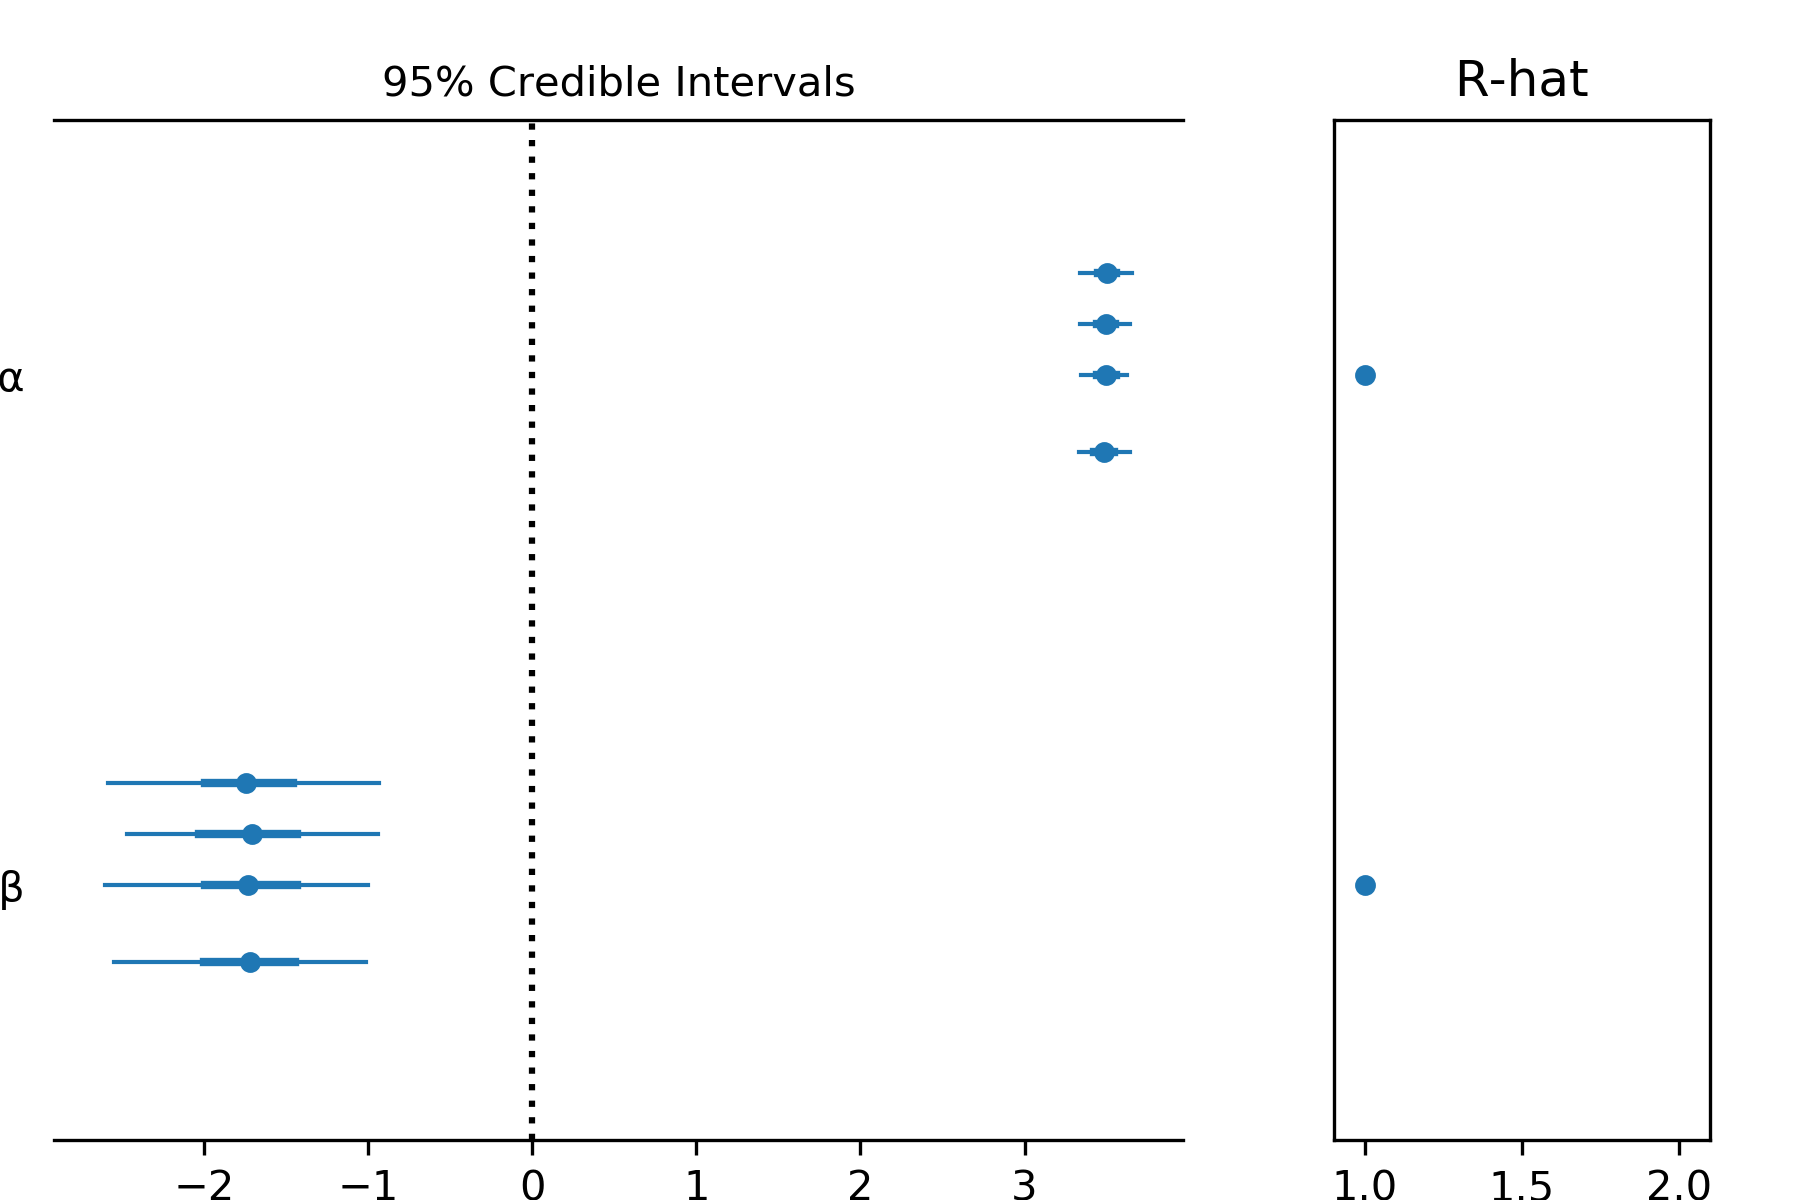 95% Credible Intervals
R-hat
α
β
−2 −1 0 1 2 3
1.0 1.5 2.0